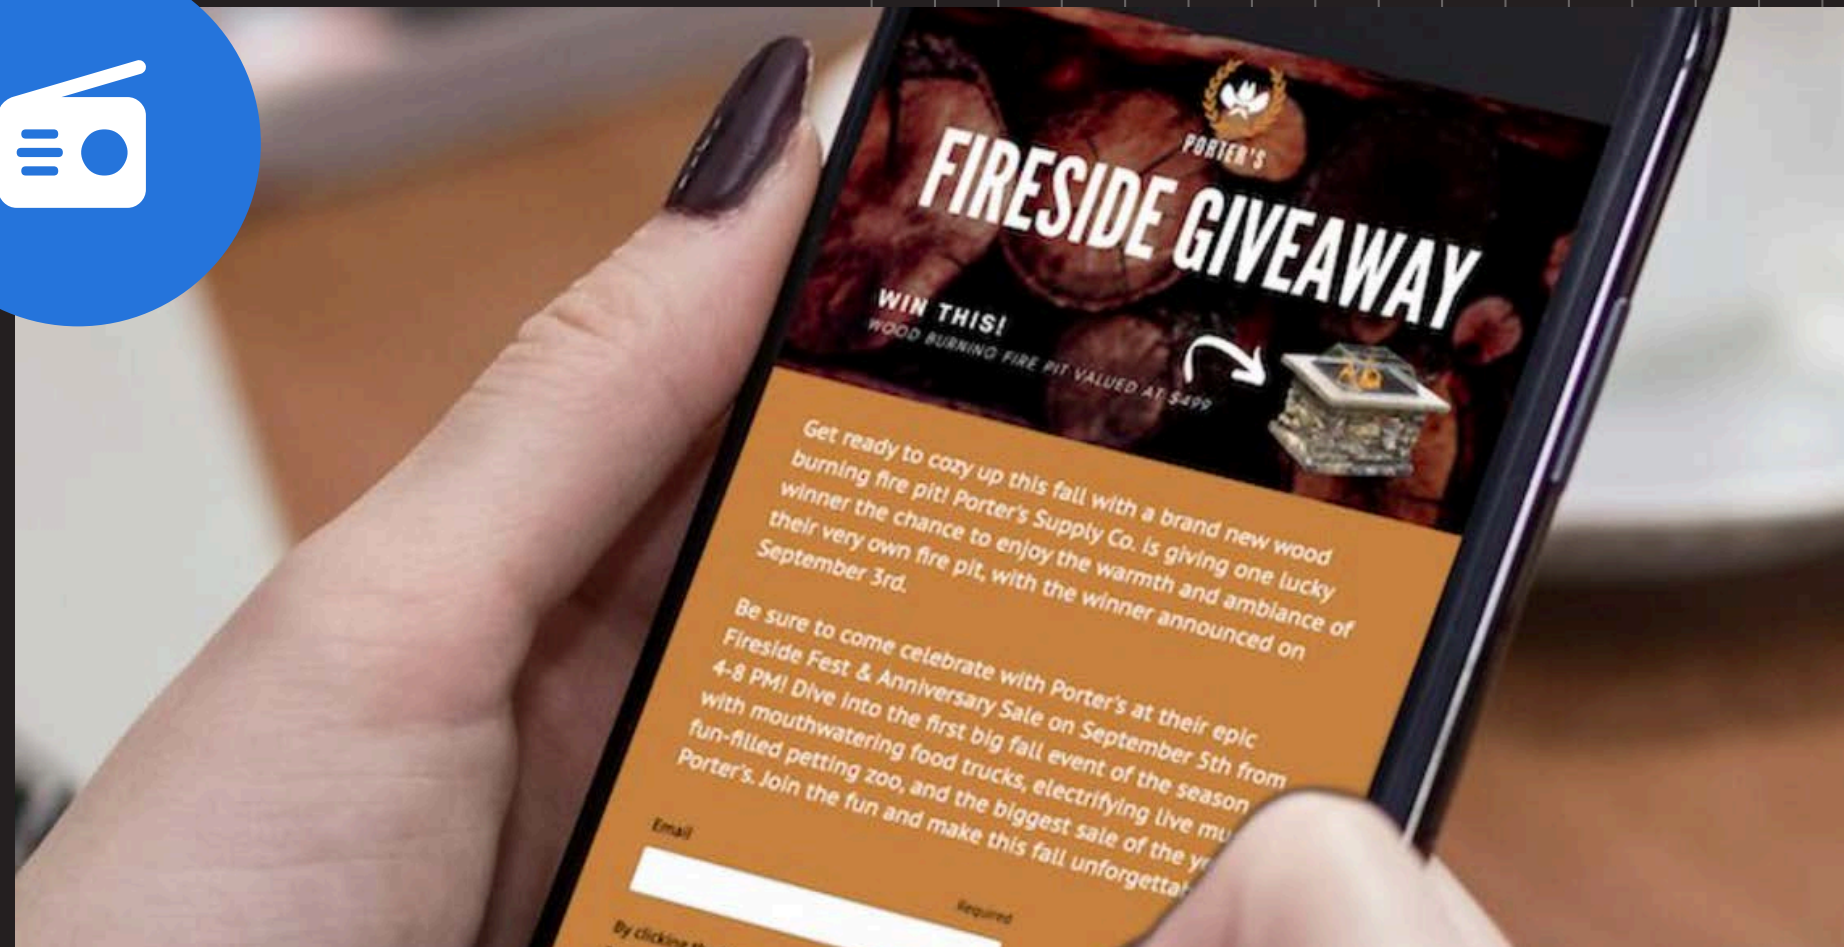 PORTER'S
FIRESIDE GIVEAWAY
WIN THIS!
WOOD BURNING FIRE PIT VALUED AT $499
Get ready to cozy up this fall with a brand new wood
burning fire pit! Porter's Supply Co. is giving one lucky
winner the chance to enjoy the warmth and ambiance of
their very own fire pit, with the winner announced on
September 3rd.
Be sure to come celebrate with Porter's at their epic
Fireside Fest & Anniversary Sale on September 5th from
4-8 PM! Dive into the first big fall event of the season
with mouthwatering food trucks, electrifying live
fun-filled petting zoo, and the biggest sale of the
Porter's. Join the fun and make this fall
Email
Required
By clicking